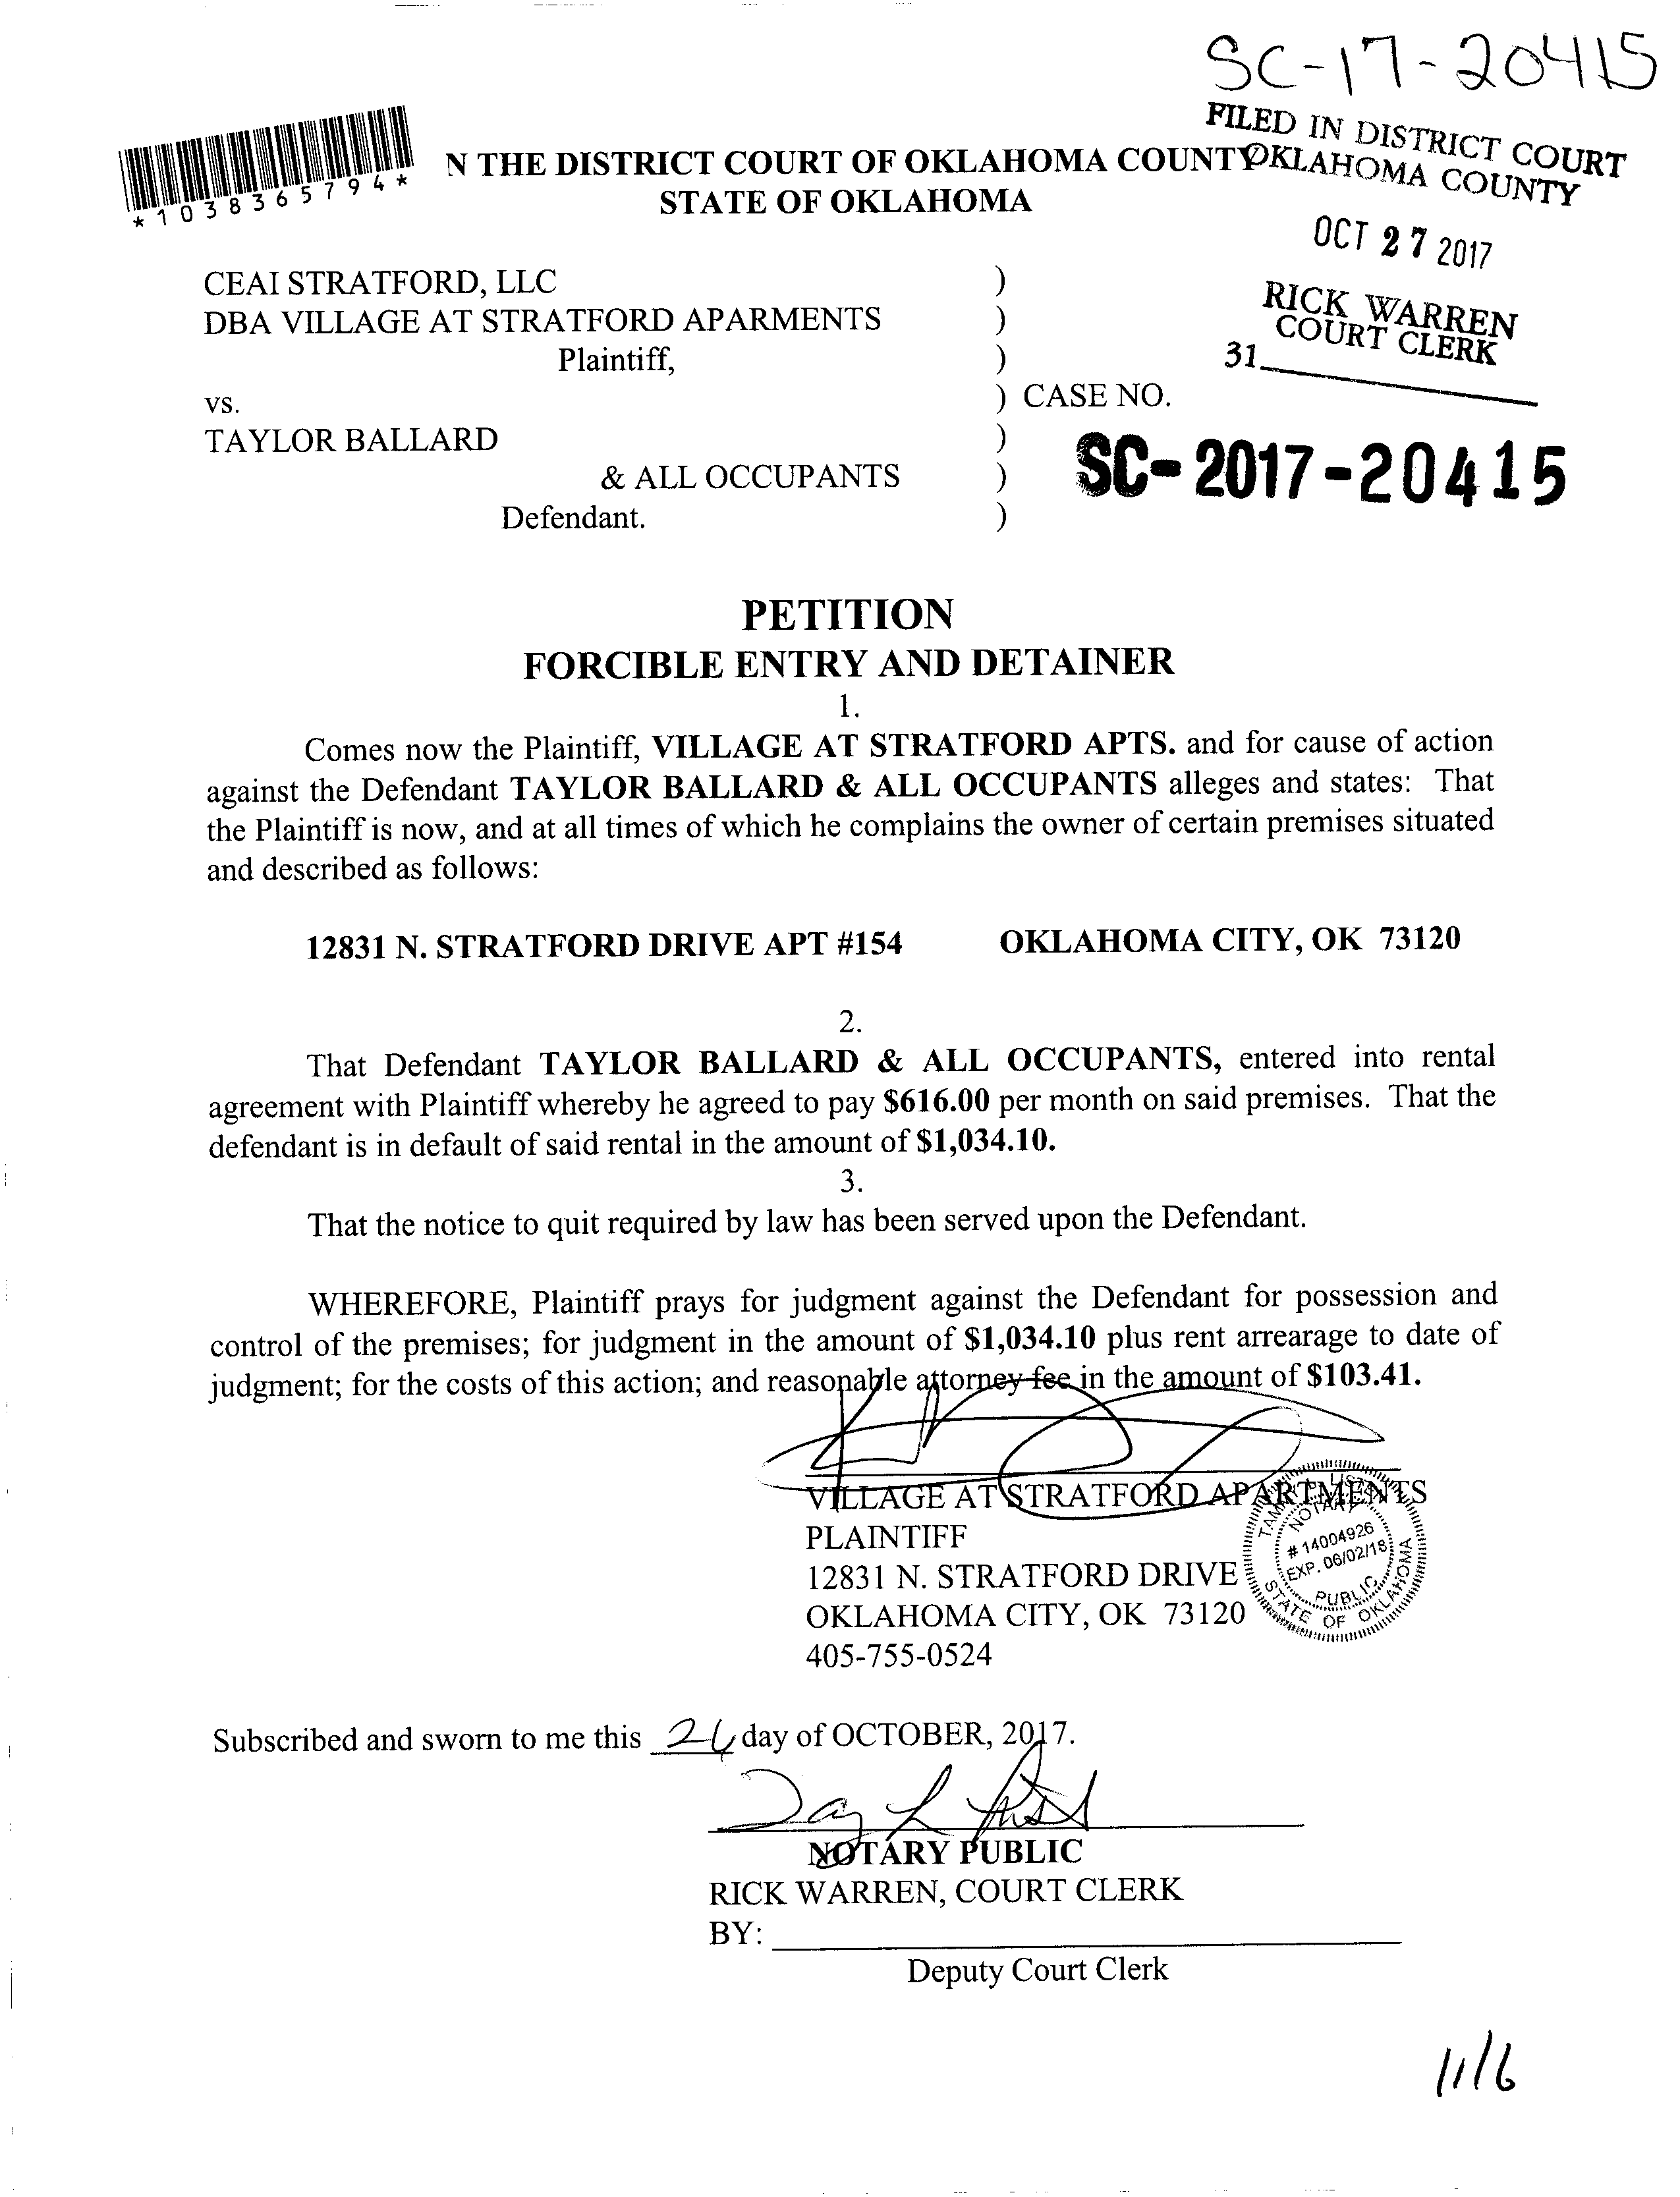 SC-17-20415
FILED IN DISTRICT COURT
OKLAHOMA COUNTY
*1038365794*
N THE DISTRICT COURT OF OKLAHOMA COUNTY
STATE OF OKLAHOMA
OCT 27 2017
RICK WARREN
COURT CLERK
31
CEAI STRATFORD, LLC )
DBA VILLAGE AT STRATFORD APARMENTS )
Plaintiff, )
vs. ) CASE NO.
TAYLOR BALLARD )
& ALL OCCUPANTS ) SC-2017-20415
Defendant. )
PETITION
FORCIBLE ENTRY AND DETAINER
1.
Comes now the Plaintiff, VILLAGE AT STRATFORD APTS. and for cause of action
against the Defendant TAYLOR BALLARD & ALL OCCUPANTS alleges and states: That
the Plaintiff is now, and at all times of which he complains the owner of certain premises situated
and described as follows:
12831 N. STRATFORD DRIVE APT #154 OKLAHOMA CITY, OK 73120
2.
That Defendant TAYLOR BALLARD & ALL OCCUPANTS, entered into rental
agreement with Plaintiff whereby he agreed to pay $616.00 per month on said premises. That the
defendant is in default of said rental in the amount of $1,034.10.
3.
That the notice to quit required by law has been served upon the Defendant.
WHEREFORE, Plaintiff prays for judgment against the Defendant for possession and
control of the premises; for judgment in the amount of $1,034.10 plus rent arrearage to date of
judgment; for the costs of this action; and reasonable attorney fee in the amount of $103.41.
VILLAGE AT STRATFORD APARTMENTS
PLAINTIFF
12831 N. STRATFORD DRIVE
OKLAHOMA CITY, OK 73120
405-755-0524
NOTARY
# 14004926
EXP. 06/02/18
PUBLIC
STATE OF OKLAHOMA
Subscribed and sworn to me this 26 day of OCTOBER, 2017.
NOTARY PUBLIC
RICK WARREN, COURT CLERK
BY:
Deputy Court Clerk
11/6